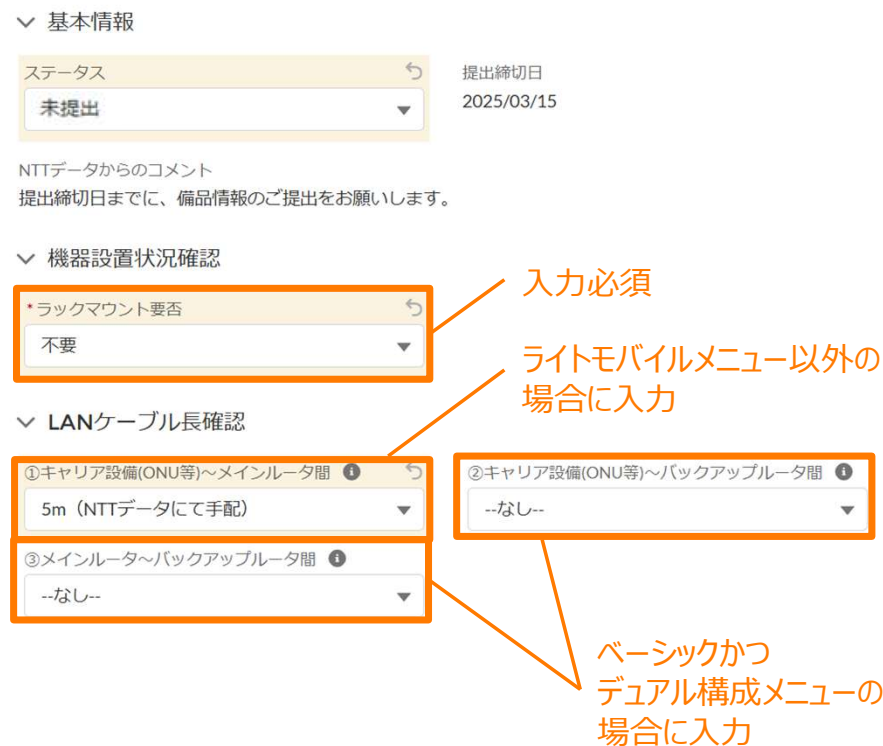 基本情報
ステータス
未提出
提出締切日
2025/03/15
NTTデータからのコメント
提出締切日までに、備品情報のご提出をお願いします。
機器設置状況確認
*ラックマウント要否
不要
入力必須
ライトモバイルメニュー以外の
場合に入力
LANケーブル長確認
①キャリア設備(ONU等)~メインルータ間
5m（NTTデータにて手配）
②キャリア設備(ONU等)~バックアップルータ間
--なし--
③メインルータ~バックアップルータ間
--なし--
ベーシックかつ
デュアル構成メニューの
場合に入力